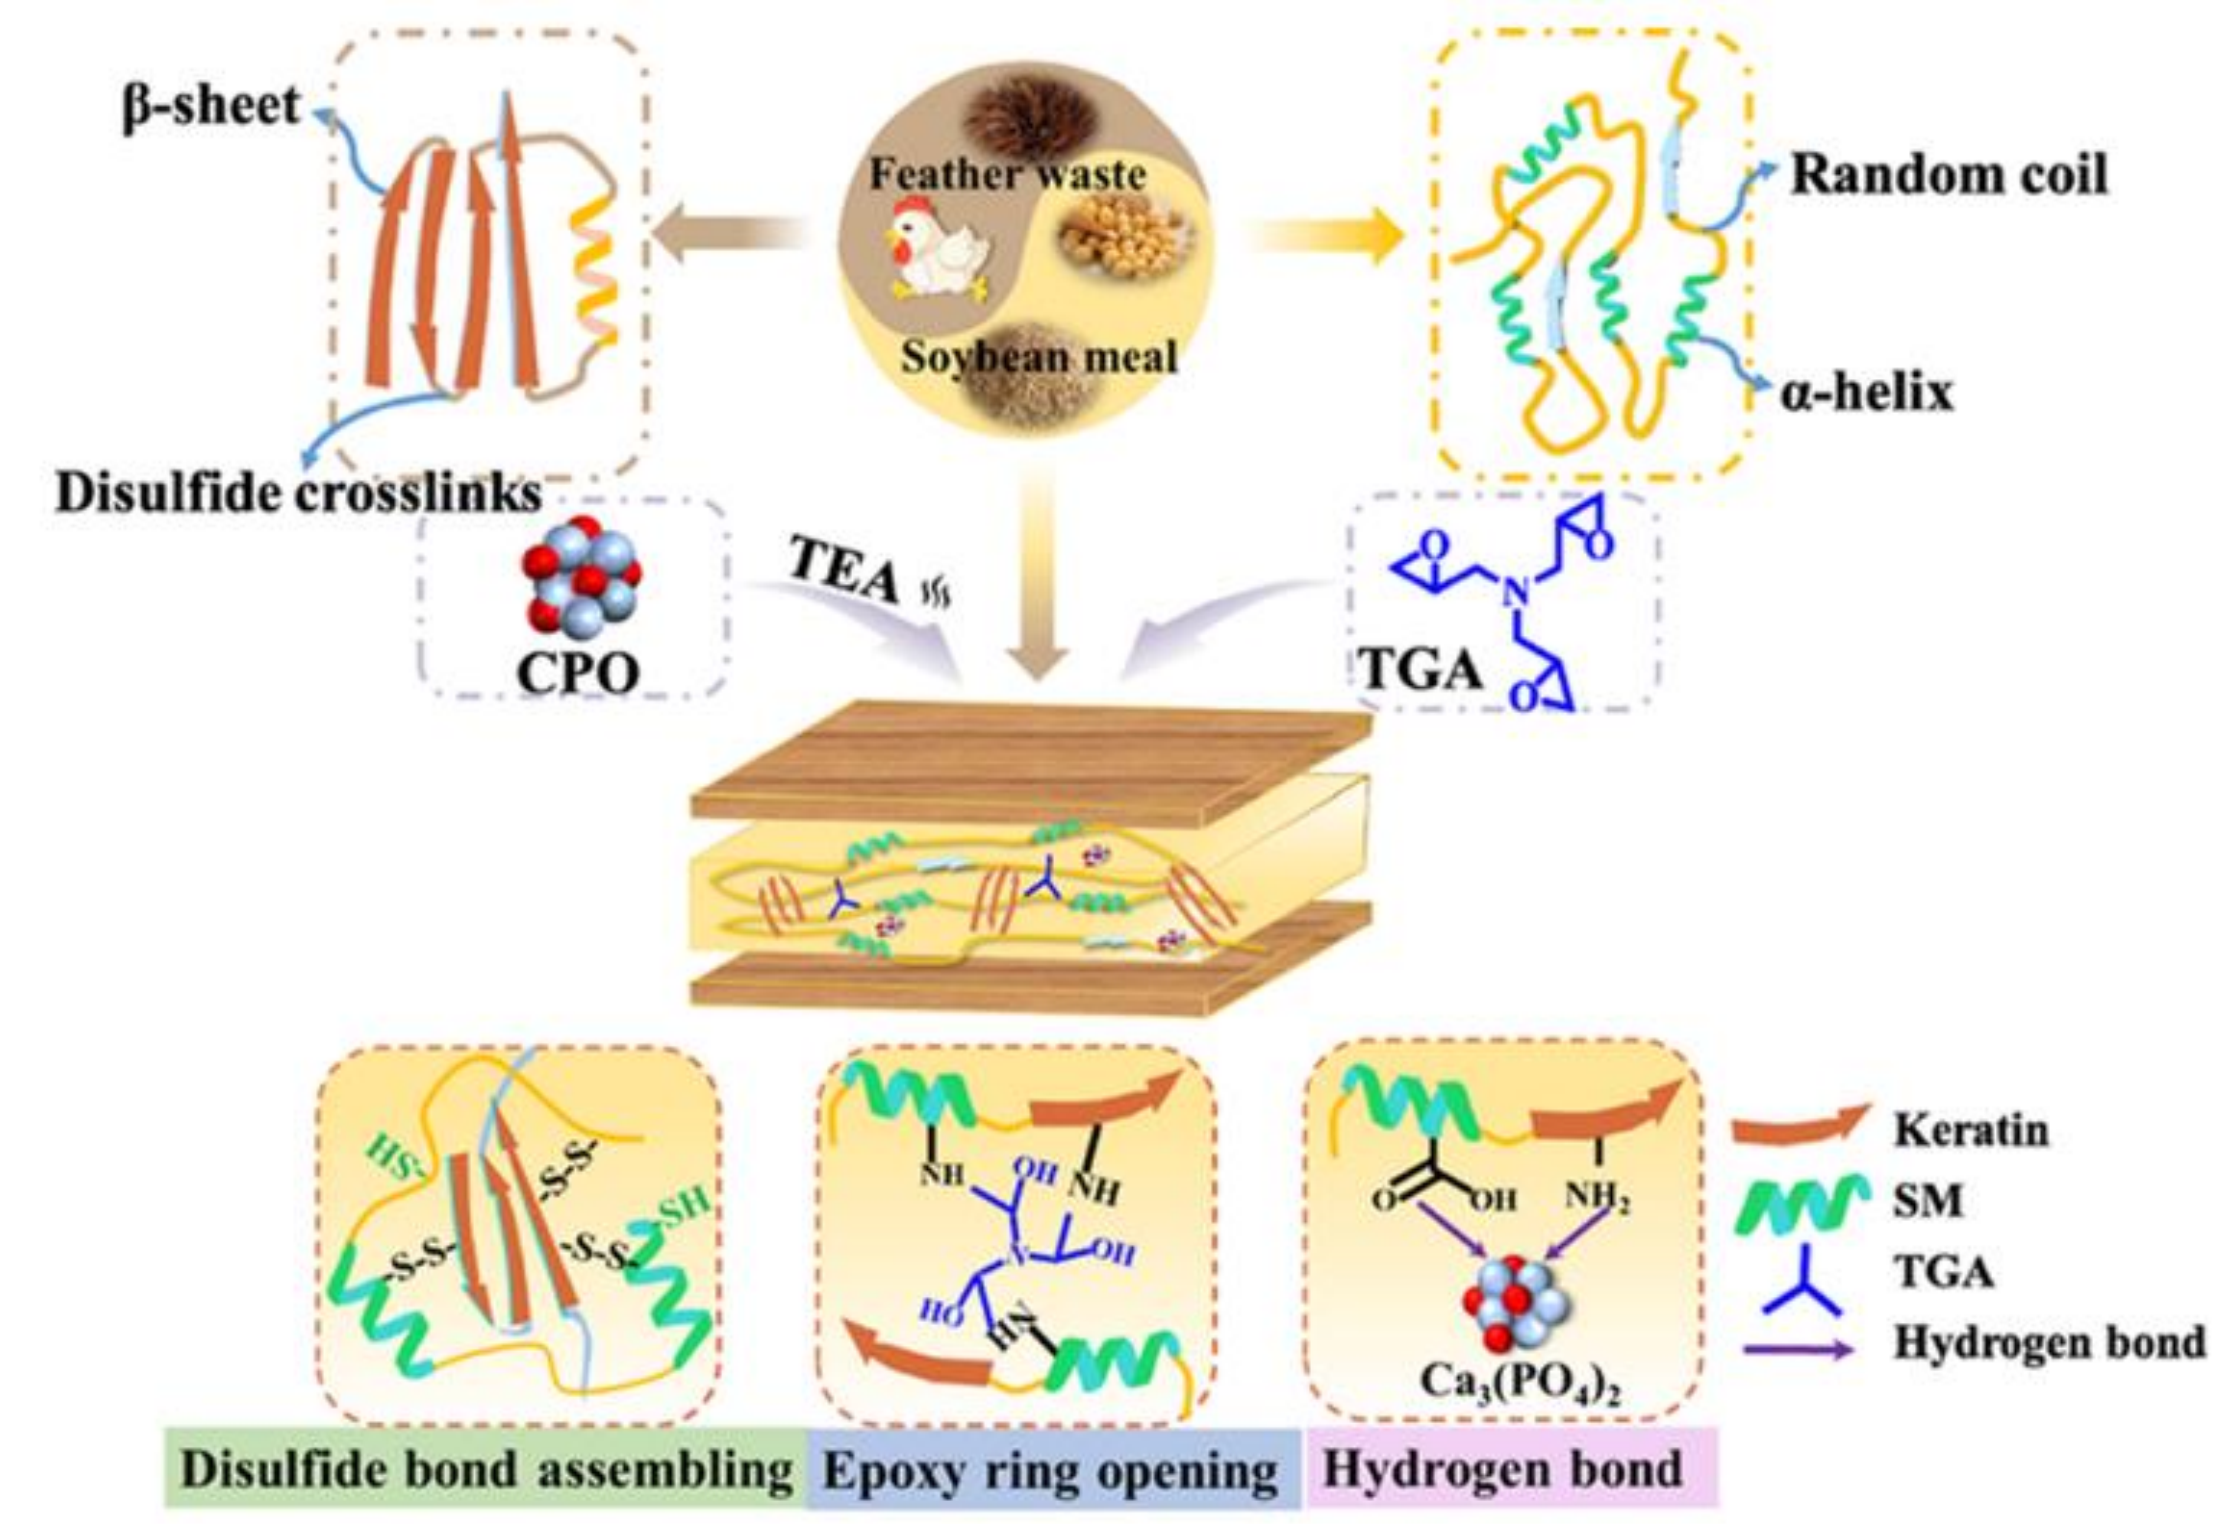 β-sheet
Feather waste
Random coil
Soybean meal
α-helix
Disulfide crosslinks
O
O
TEA
N
CPO
TGA
O
HS-
-S-S-
-SH
-S-S-
-S-S-
NH
OH
NH
N
OH
HO
HN
O
OH
NH₂
Ca₃(PO₄)₂
Keratin
SM
TGA
Hydrogen bond
Disulfide bond assembling
Epoxy ring opening
Hydrogen bond